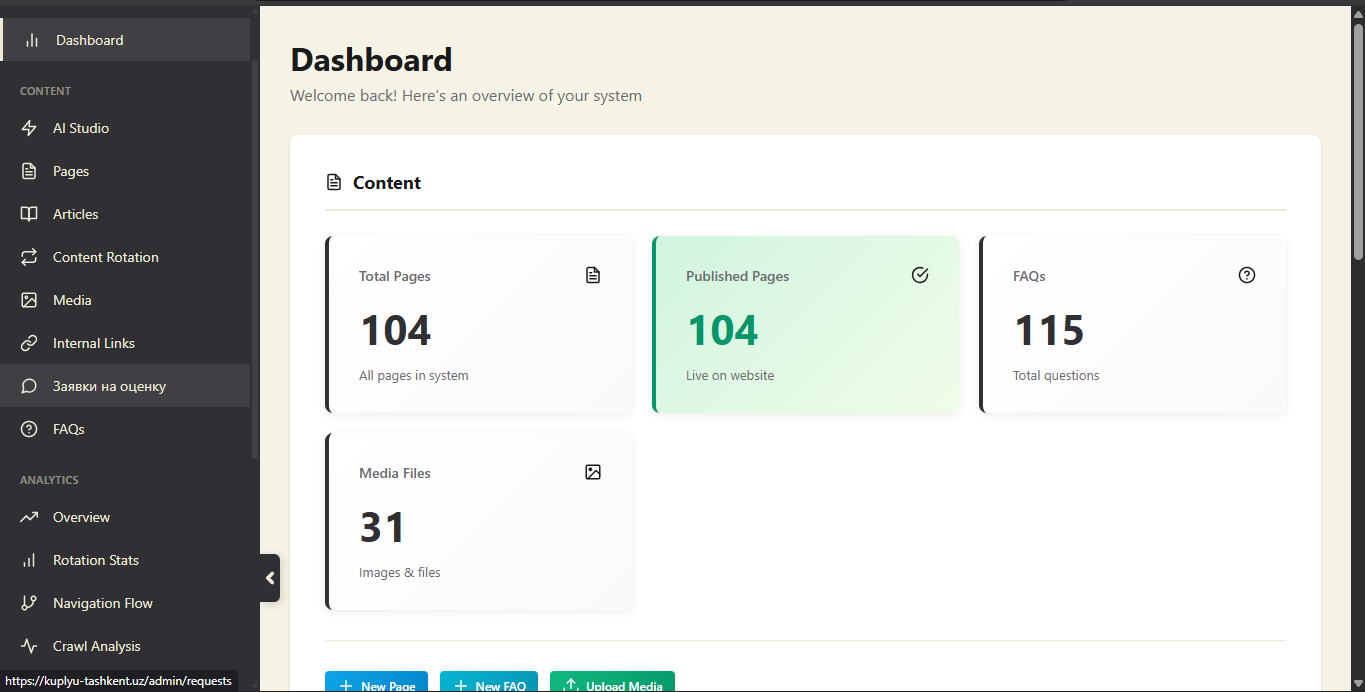 Dashboard
CONTENT
AI Studio
Pages
Articles
Content Rotation
Media
Internal Links
Заявки на оценку
FAQs
ANALYTICS
Overview
Rotation Stats
Navigation Flow
Crawl Analysis
https://kuplyu-tashkent.uz/admin/requests
Dashboard
Welcome back! Here's an overview of your system
Content
Total Pages
104
All pages in system
Published Pages
104
Live on website
FAQs
115
Total questions
Media Files
31
Images & files
New Page
New FAQ
Upload Media